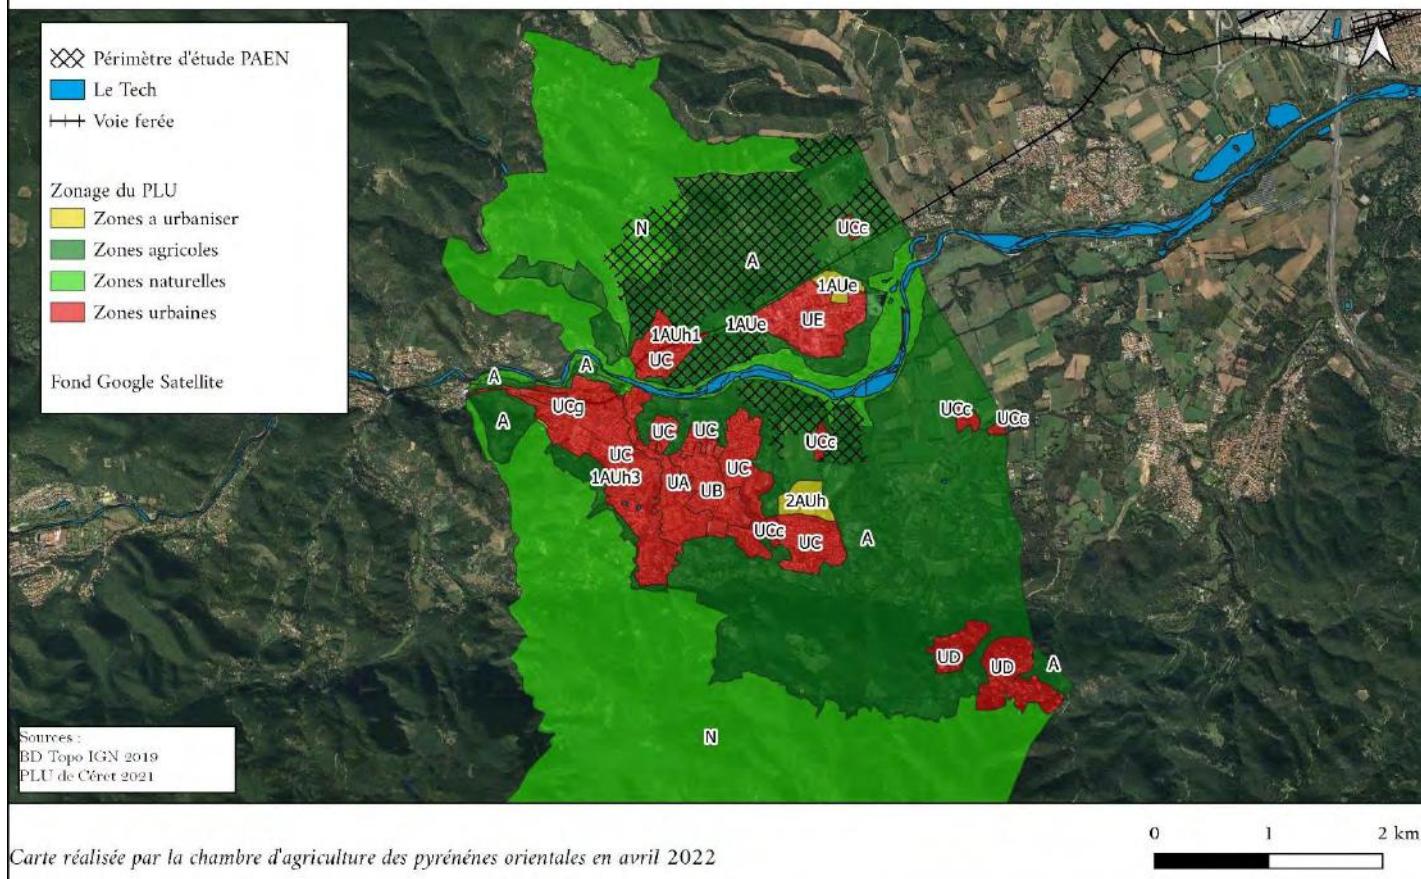 Périmètre d'étude PAEN
Le Tech
Voie ferée
Zonage du PLU
Zones a urbaniser
Zones agricoles
Zones naturelles
Zones urbaines
Fond Google Satellite
N
UCc
A
1AUe
1AUh1
1AUe
UE
UC
A
A
A
UCg
UC
UC
UCc
UCc
UCc
UC
UC
1AUh3
UA
UB
2AUh
UCc
UC
A
UD
UD
A
N
Sources :
BD Topo IGN 2019
PLU de Céret 2021
0 1 2 km
Carte réalisée par la chambre d'agriculture des pyrénénes orientales en avril 2022